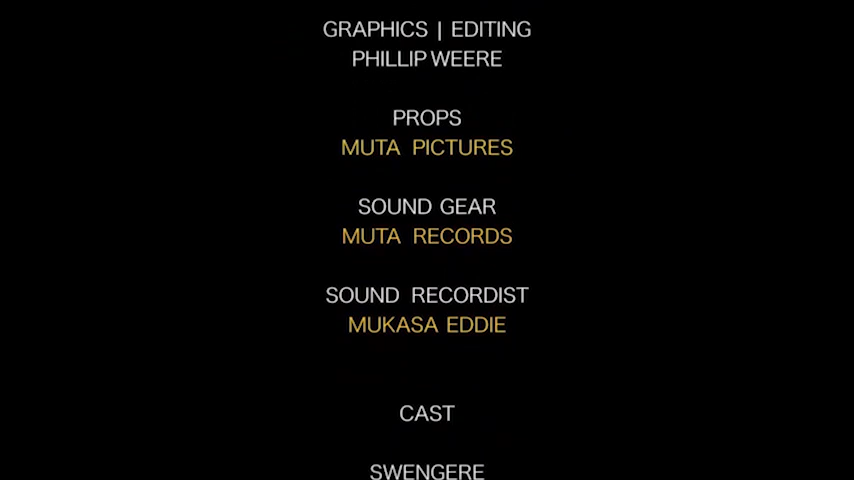 GRAPHICS | EDITING
PHILLIP WEERE
PROPS
MUTA PICTURES
SOUND GEAR
MUTA RECORDS
SOUND RECORDIST
MUKASA EDDIE
CAST
SWENGERE